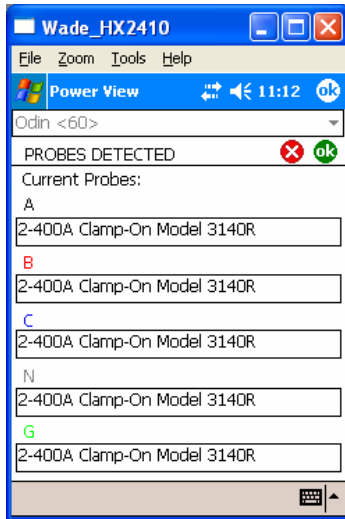 Wade_HX2410
File Zoom Tools Help
Power View 11:12 ok
Odin <60>
PROBES DETECTED ok
Current Probes:
A
2-400A Clamp-On Model 3140R
B
2-400A Clamp-On Model 3140R
C
2-400A Clamp-On Model 3140R
N
2-400A Clamp-On Model 3140R
G
2-400A Clamp-On Model 3140R